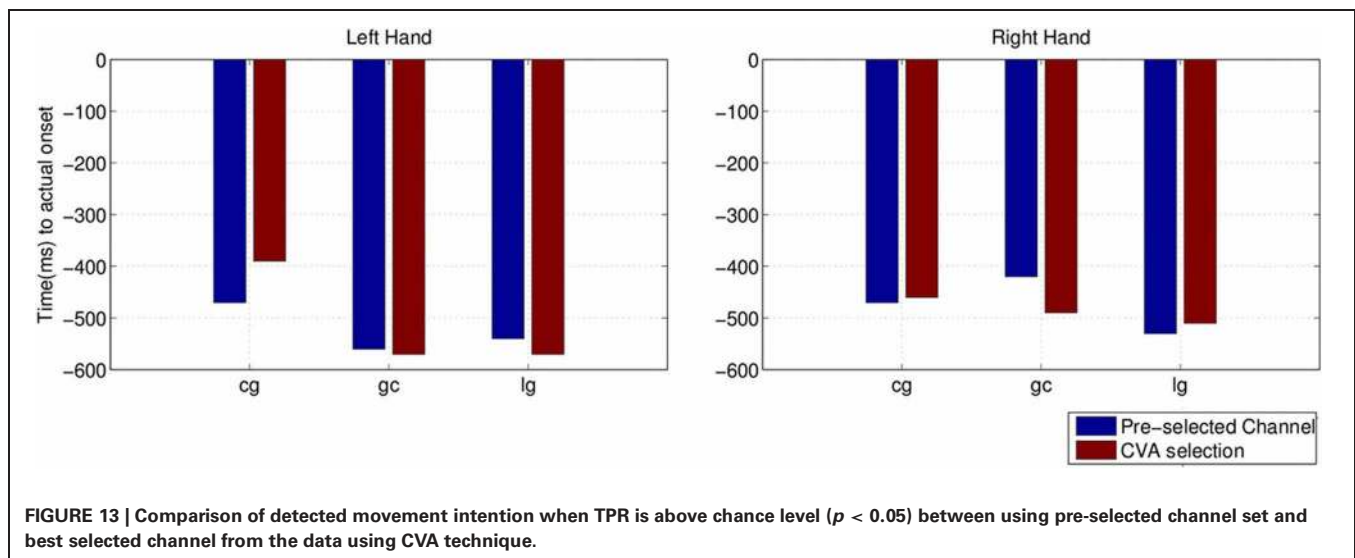 Left Hand
Time(ms) to actual onset
0
−100
−200
−300
−400
−500
−600
cg gc lg
Right Hand
0
−100
−200
−300
−400
−500
−600
cg gc lg
Pre−selected Channel
CVA selection
FIGURE 13 | Comparison of detected movement intention when TPR is above chance level (p < 0.05) between using pre-selected channel set and
best selected channel from the data using CVA technique.